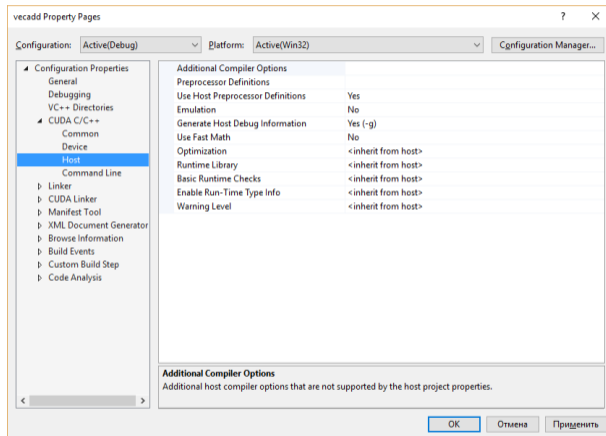 vecadd Property Pages ? ×
Configuration: Active(Debug) Platform: Active(Win32) Configuration Manager...
Configuration Properties
General
Debugging
VC++ Directories
CUDA C/C++
Common
Device
Host
Command Line
Linker
CUDA Linker
Manifest Tool
XML Document Generator
Browse Information
Build Events
Custom Build Step
Code Analysis
Additional Compiler Options
Preprocessor Definitions
Use Host Preprocessor Definitions Yes
Emulation No
Generate Host Debug Information Yes (-g)
Use Fast Math No
Optimization <inherit from host>
Runtime Library <inherit from host>
Basic Runtime Checks <inherit from host>
Enable Run-Time Type Info <inherit from host>
Warning Level <inherit from host>
Additional Compiler Options
Additional host compiler options that are not supported by the host project properties.
OK Отмена Применить